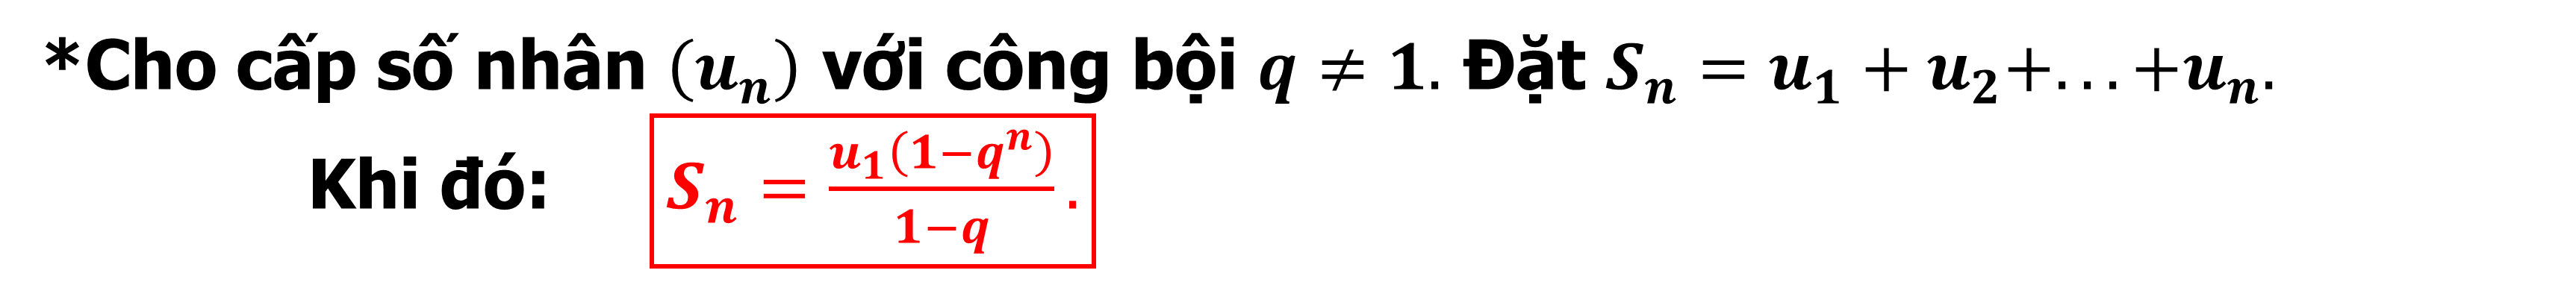 *Cho cấp số nhân (uₙ) với công bội q ≠ 1. Đặt Sₙ = u₁ + u₂+...+uₙ.
Khi đó: Sₙ = u₁(1−qⁿ)/1−q .